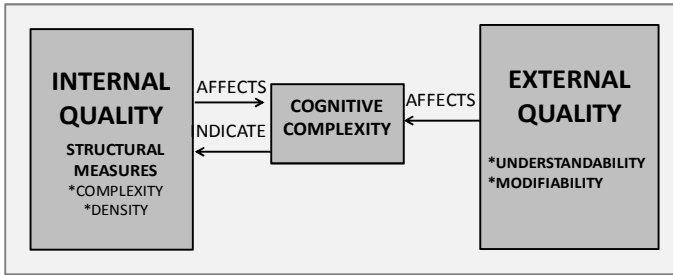 INTERNAL
QUALITY
STRUCTURAL
MEASURES
*COMPLEXITY
*DENSITY
AFFECTS
INDICATE
COGNITIVE
COMPLEXITY
AFFECTS
EXTERNAL
QUALITY
*UNDERSTANDABILITY
*MODIFIABILITY